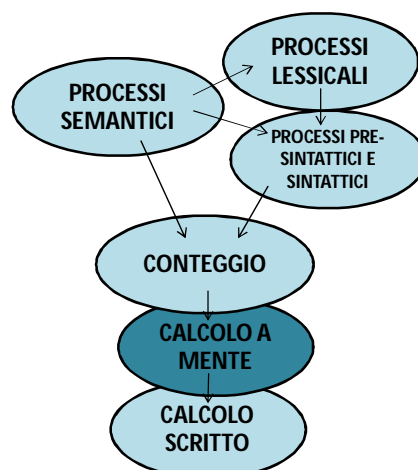 PROCESSI
LESSICALI
PROCESSI
SEMANTICI
PROCESSI PRE-
SINTATTICI E
SINTATTICI
CONTEGGIO
CALCOLO A
MENTE
CALCOLO
SCRITTO